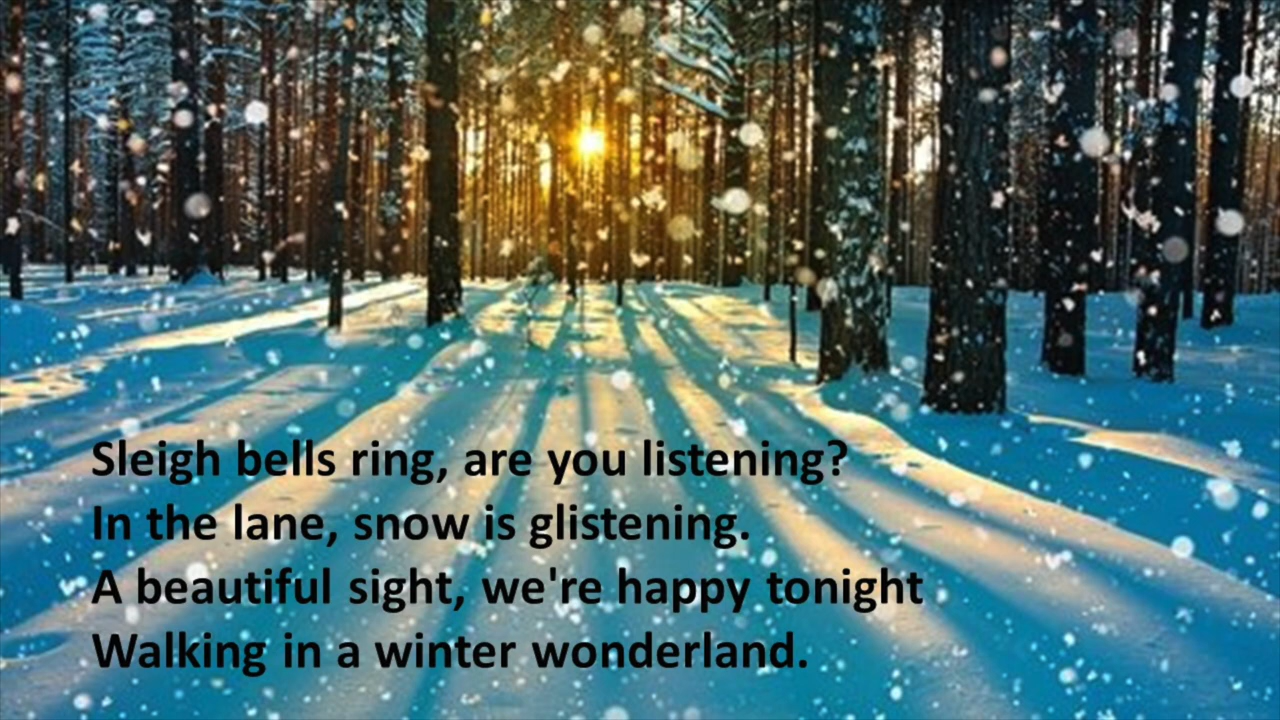 Sleigh bells ring, are you listening?
In the lane, snow is glistening.
A beautiful sight, we're happy tonight
Walking in a winter wonderland.